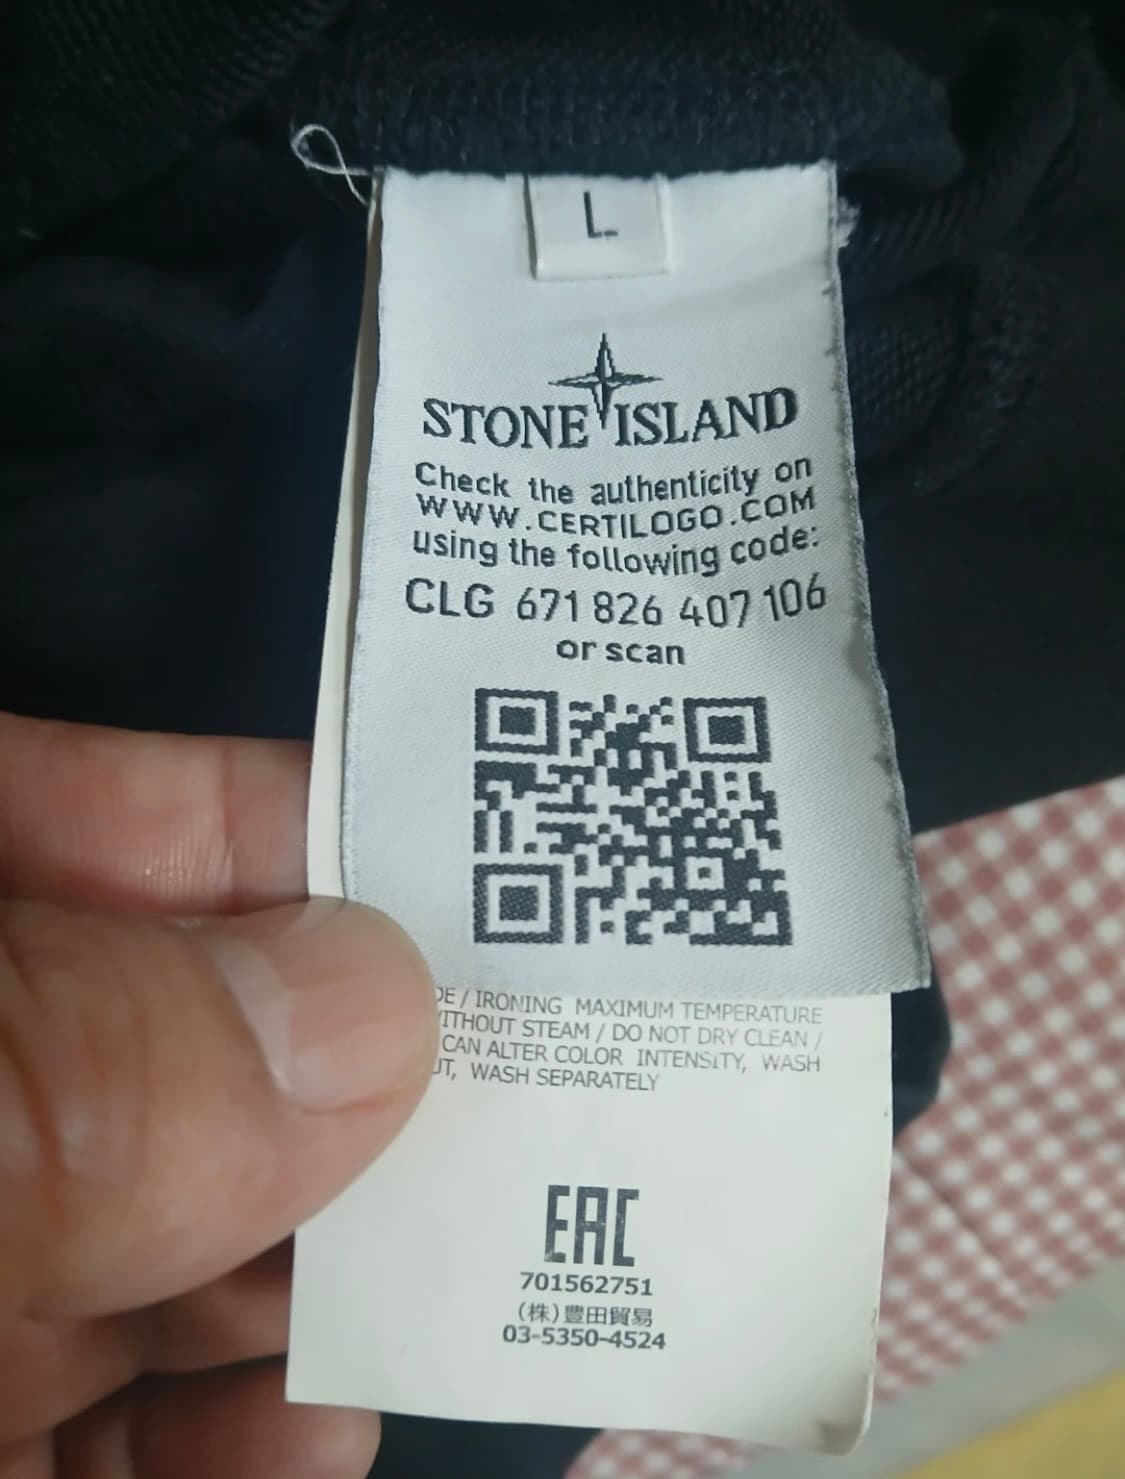 L
STONE ISLAND
Check the authenticity on
WWW.CERTILOGO.COM
using the following code:
CLG 671 826 407 106
or scan
/ IRONING MAXIMUM TEMPERATURE
STEAM / DO NOT DRY CLEAN /
CAN ALTER COLOR INTENSITY, WASH
WASH SEPARATELY
EAC
701562751
(株)豊田貿易
03-5350-4524